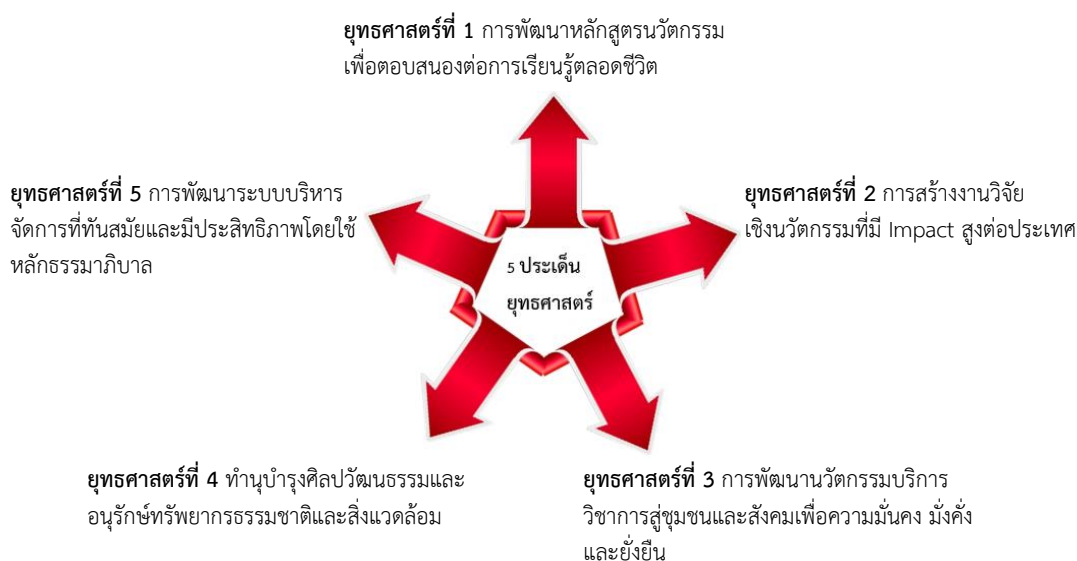 ยุทธศาสตร์ที่ 1 การพัฒนาหลักสูตรนวัตกรรม
เพื่อตอบสนองต่อการเรียนรู้ตลอดชีวิต
ยุทธศาสตร์ที่ 5 การพัฒนาระบบบริหาร
จัดการที่ทันสมัยและมีประสิทธิภาพโดยใช้
หลักธรรมาภิบาล
ยุทธศาสตร์ที่ 2 การสร้างงานวิจัย
เชิงนวัตกรรมที่มี Impact สูงต่อประเทศ
5 ประเด็น
ยุทธศาสตร์
ยุทธศาสตร์ที่ 4 ทำนุบำรุงศิลปวัฒนธรรมและ
อนุรักษ์ทรัพยากรธรรมชาติและสิ่งแวดล้อม
ยุทธศาสตร์ที่ 3 การพัฒนานวัตกรรมบริการ
วิชาการสู่ชุมชนและสังคมเพื่อความมั่นคง มั่งคั่ง
และยั่งยืน